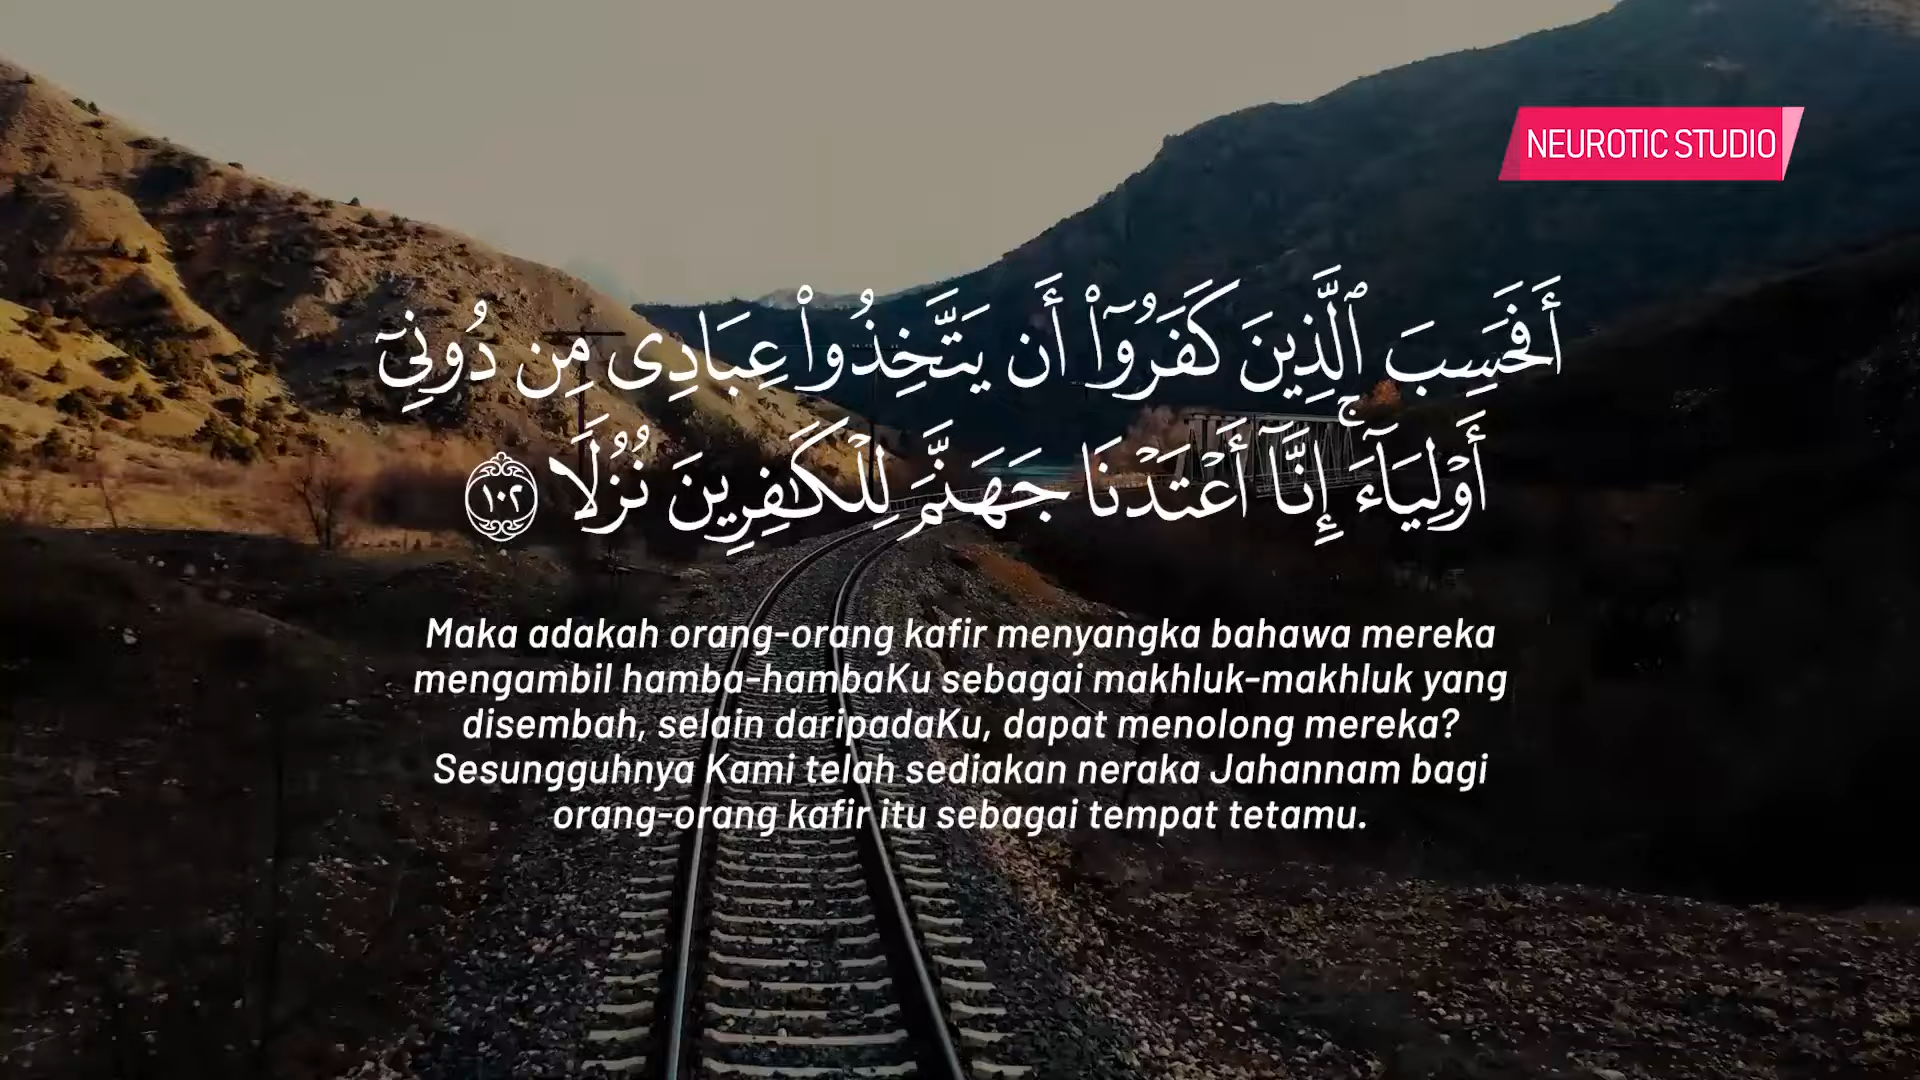 NEUROTIC STUDIO
أَفَحَسِبَ ٱلَّذِينَ كَفَرُوٓا۟ أَن يَتَّخِذُوا۟ عِبَادِى مِن دُونِىٓ
أَوْلِيَآءَ ۚ إِنَّآ أَعْتَدْنَا جَهَنَّمَ لِلْكَـٰفِرِينَ نُزُلًا ١٠٢
Maka adakah orang-orang kafir menyangka bahawa mereka
mengambil hamba-hambaKu sebagai makhluk-makhluk yang
disembah, selain daripadaKu, dapat menolong mereka?
Sesungguhnya Kami telah sediakan neraka Jahannam bagi
orang-orang kafir itu sebagai tempat tetamu.